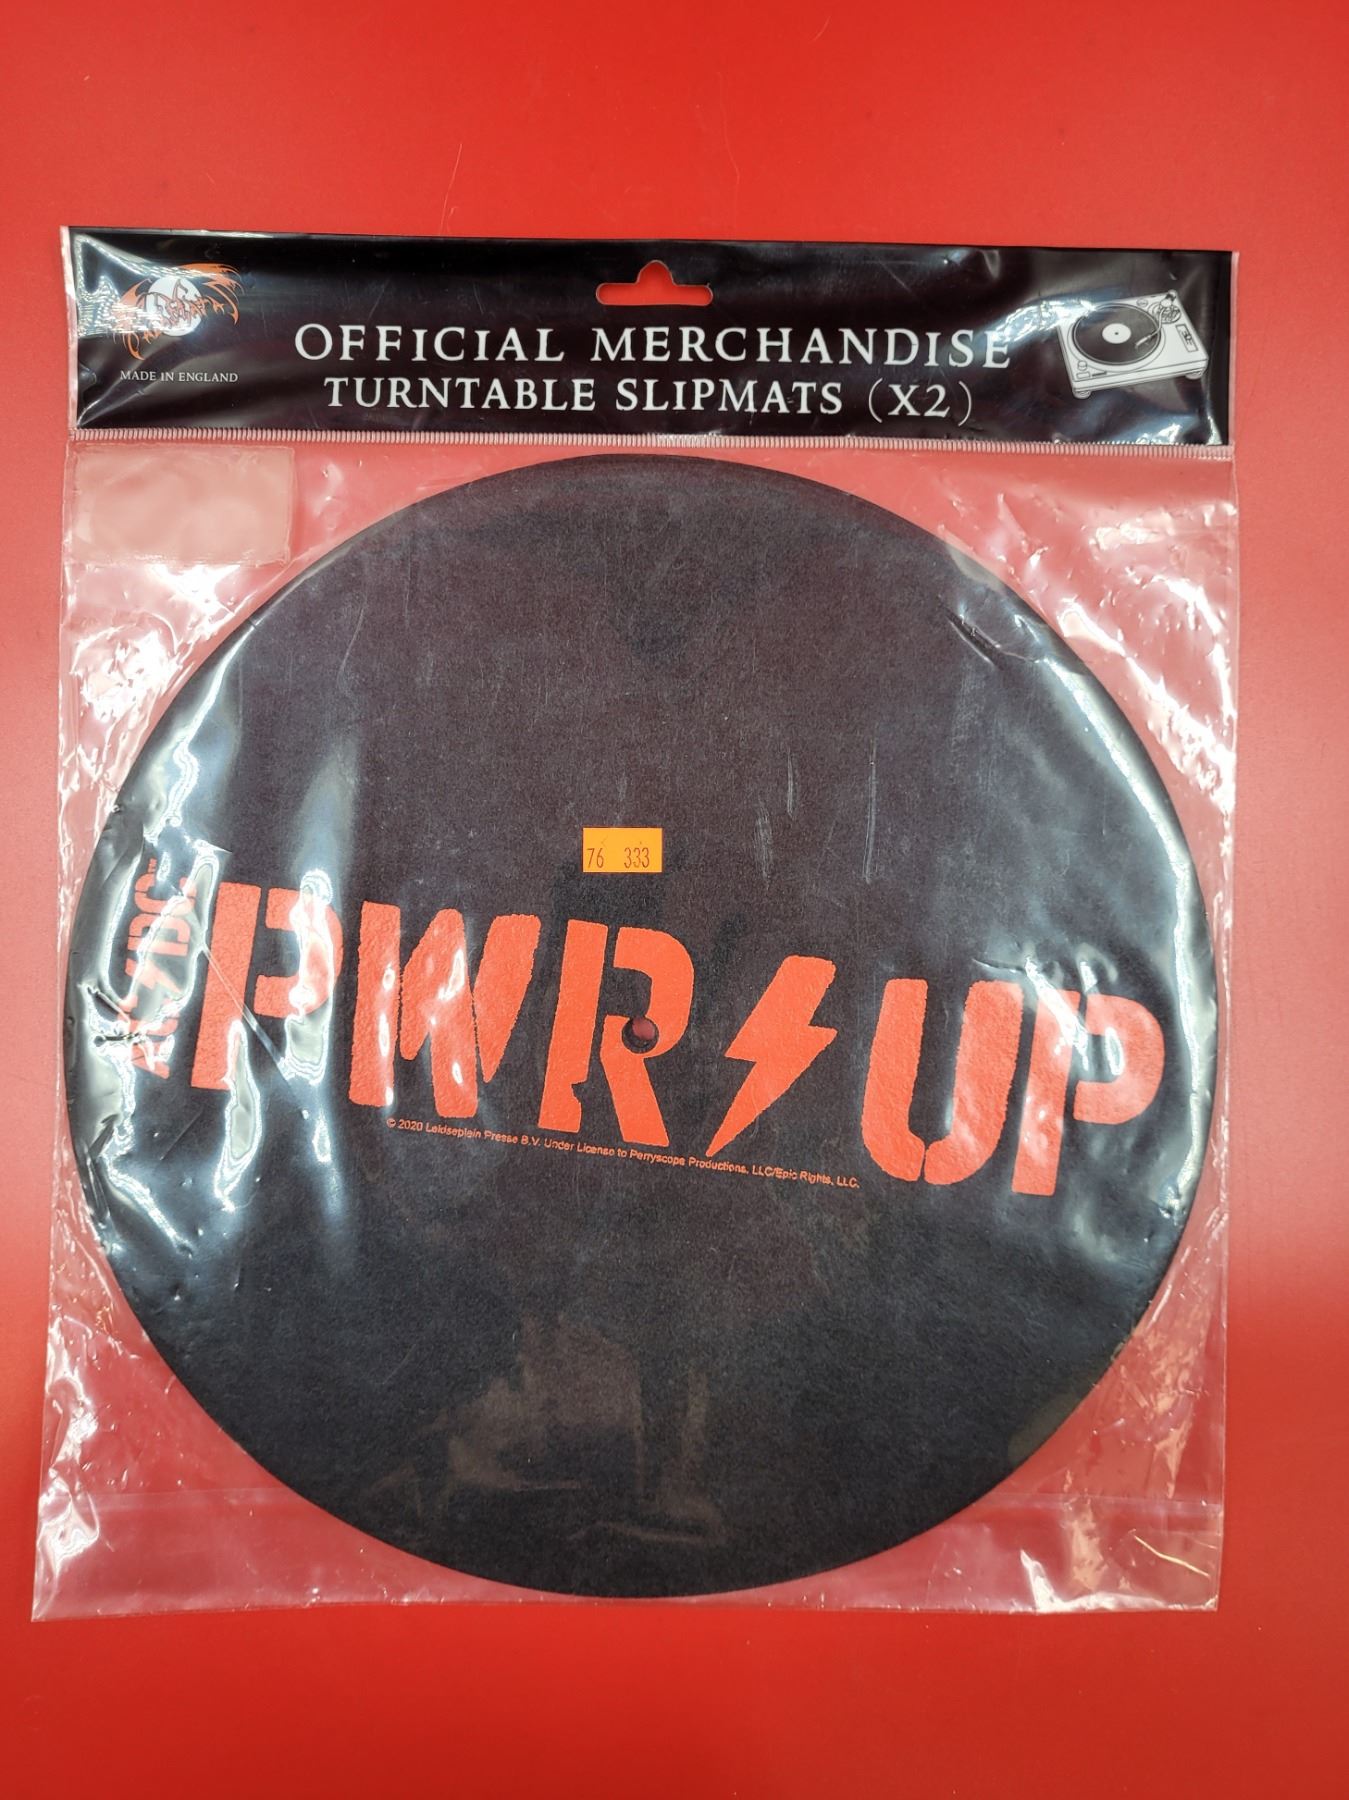 MADE IN ENGLAND
OFFICIAL MERCHANDISE
TURNTABLE SLIPMATS (X2)
76 333
AC⚡DC™
PWR⚡UP
© 2020 Leidseplein Presse B.V. Under License to Perryscope Productions, LLC/Epic Rights, LLC.